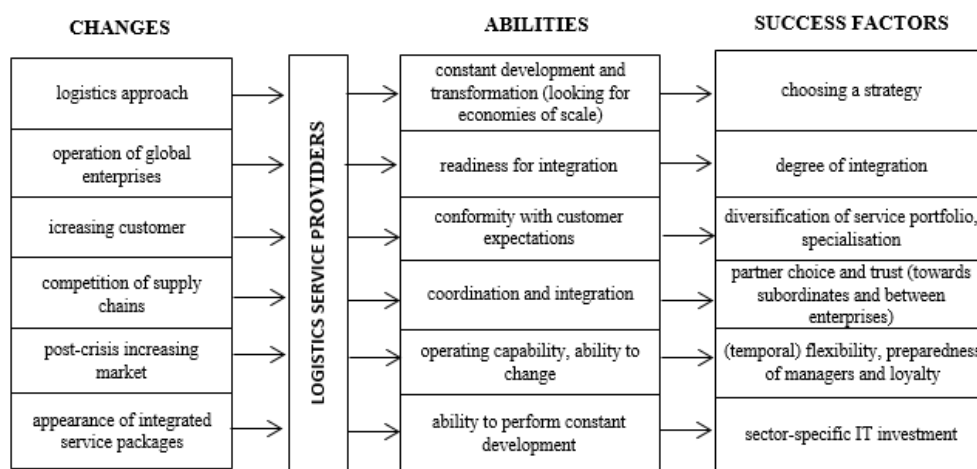 CHANGES
ABILITIES
SUCCESS FACTORS
logistics approach
operation of global
enterprises
icreasing customer
competition of supply
chains
post-crisis increasing
market
appearance of integrated
service packages
LOGISTICS SERVICE PROVIDERS
constant development and
transformation (looking for
economies of scale)
readiness for integration
conformity with customer
expectations
coordination and integration
operating capability, ability to
change
ability to perform constant
development
choosing a strategy
degree of integration
diversification of service portfolio,
specialisation
partner choice and trust (towards
subordinates and between
enterprises)
(temporal) flexibility, preparedness
of managers and loyalty
sector-specific IT investment